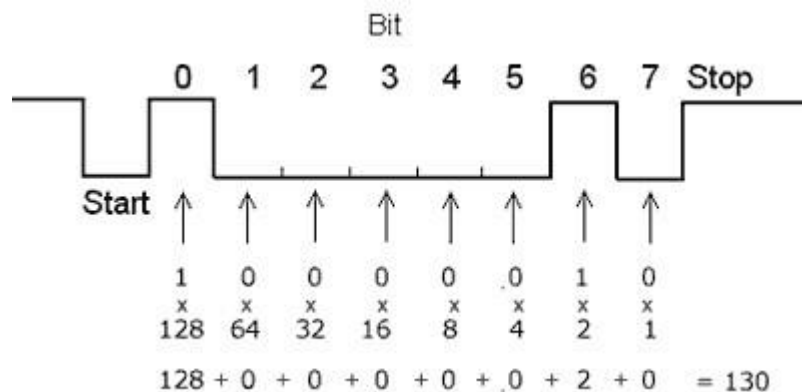 Bit
0 1 2 3 4 5 6 7 Stop
Start
1 0 0 0 0 .0 1 0
x x x x x x x x
128 64 32 16 8 4 2 1
128 + 0 + 0 + 0 + 0 + .0 + 2 + 0 = 130